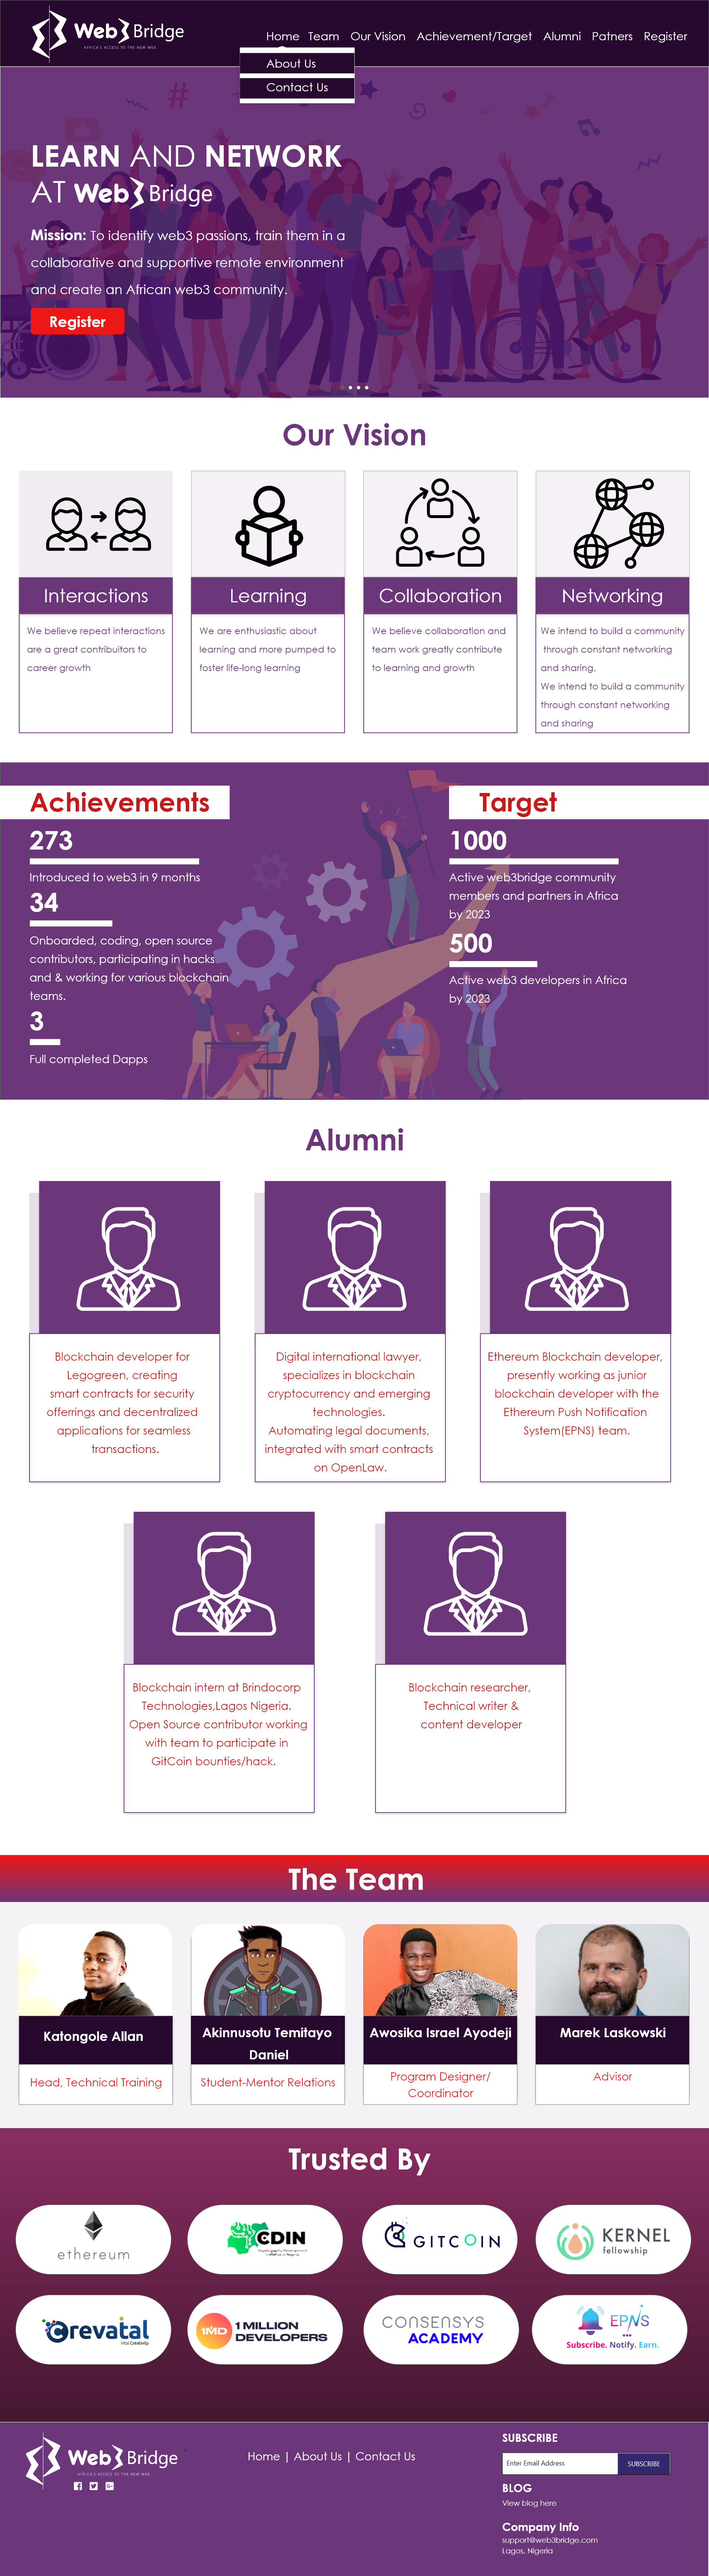 Web3Bridge
AFRICA'S ACCESS TO THE NEW WEB
Home Team Our Vision Achievement/Target Alumni Patners Register
About Us
Contact Us
LEARN AND NETWORK
AT Web3Bridge
Mission: To identify web3 passions, train them in a
collaborative and supportive remote environment
and create an African web3 community.
Register
Our Vision
Interactions
We believe repeat interactions
are a great contribuitors to
career growth
Learning
We are enthusiastic about
learning and more pumped to
foster life-long learning
Collaboration
We believe collaboration and
team work greatly contribute
to learning and growth
Networking
We intend to build a community
through constant networking
and sharing.
We intend to build a community
through constant networking
and sharing
Achievements
273
Introduced to web3 in 9 months
34
Onboarded, coding, open source
contributors, participating in hacks
and & working for various blockchain
teams.
3
Full completed Dapps
Target
1000
Active web3bridge community
members and partners in Africa
by 2023
500
Active web3 developers in Africa
by 2023
Alumni
Blockchain developer for
Legogreen, creating
smart contracts for security
offerrings and decentralized
applications for seamless
transactions.
Digital international lawyer,
specializes in blockchain
cryptocurrency and emerging
technologies.
Automating legal documents,
integrated with smart contracts
on OpenLaw.
Ethereum Blockchain developer,
presently working as junior
blockchain developer with the
Ethereum Push Notification
System(EPNS) team.
Blockchain intern at Brindocorp
Technologies,Lagos Nigeria.
Open Source contributor working
with team to participate in
GitCoin bounties/hack.
Blockchain researcher,
Technical writer &
content developer
The Team
Katongole Allan
Head, Technical Training
Akinnusotu Temitayo
Daniel
Student-Mentor Relations
Awosika Israel Ayodeji
Program Designer/
Coordinator
Marek Laskowski
Advisor
Trusted By
ethereum
CDIN
GITCOIN
KERNEL
fellowship
Crevatal
Vital Creativity
1MD 1 MILLION
DEVELOPERS
CONSENSYS
ACADEMY
EPNS
Subscribe. Notify. Earn.
Web3Bridge
AFRICA'S ACCESS TO THE NEW WEB
Home | About Us | Contact Us
SUBSCRIBE
Enter Email Address
SUBSCRIBE
BLOG
View blog here
Company Info
support@web3bridge.com
Lagos, Nigeria